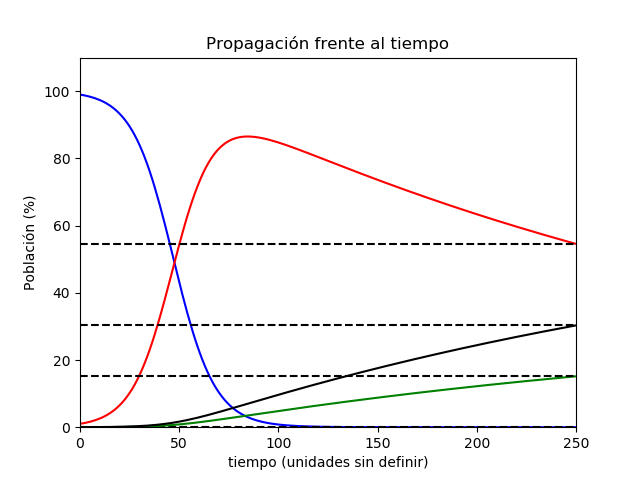 Propagación frente al tiempo
Población (%)
100
80
60
40
20
0
0 50 100 150 200 250
tiempo (unidades sin definir)